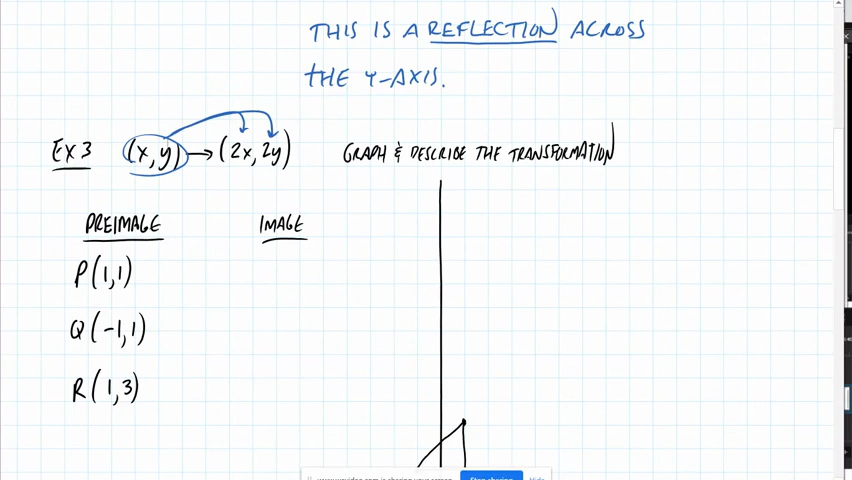 THIS IS A REFLECTION ACROSS
THE Y-AXIS.
EX 3 (x,y) → (2x, 2y) GRAPH & DESCRIBE THE TRANSFORMATION
PREIMAGE IMAGE
P(1,1)
Q(-1,1)
R(1,3)
Hide